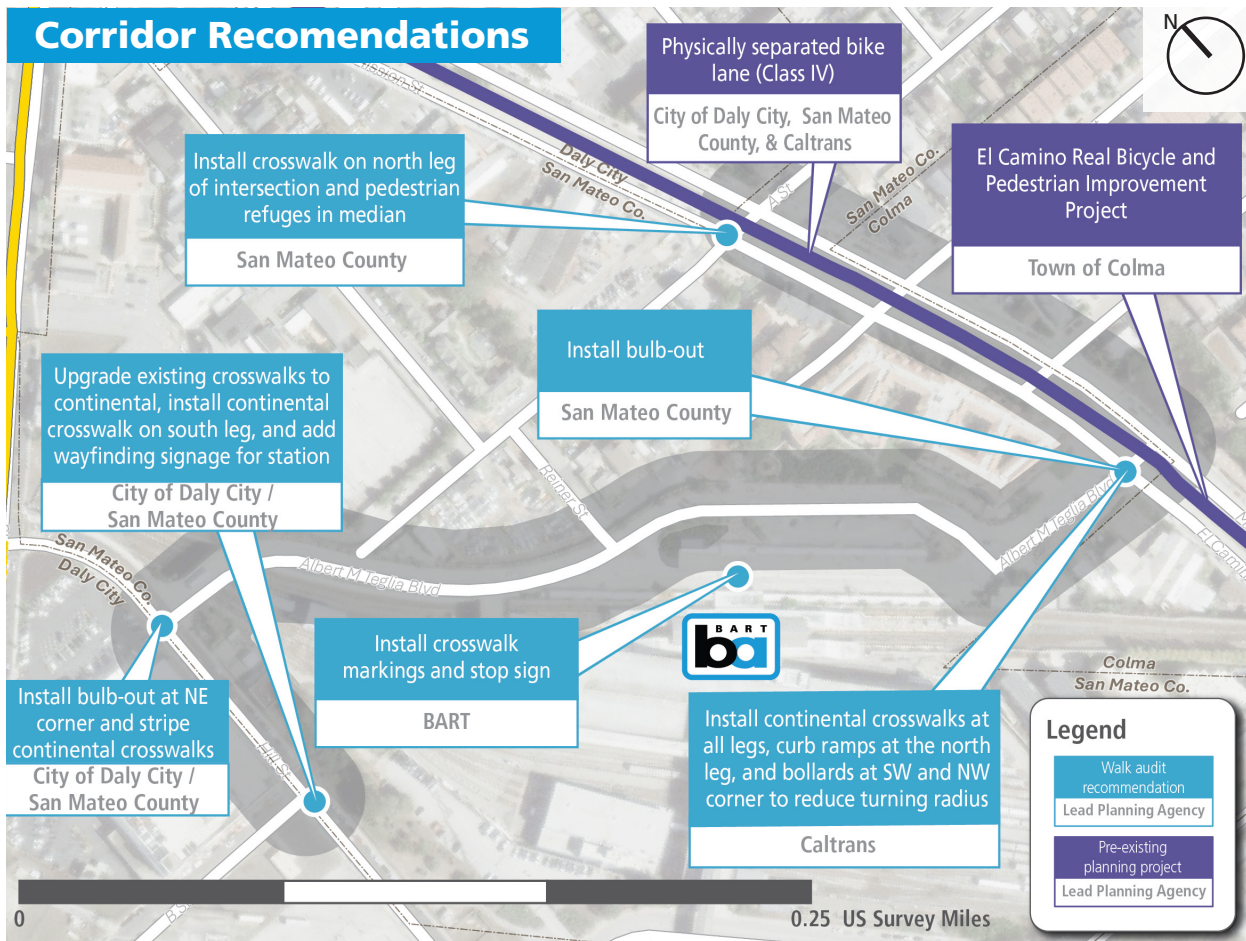 Corridor Recomendations
N
Mission St
Physically separated bike
lane (Class IV)
City of Daly City, San Mateo
County, & Caltrans
Install crosswalk on north leg
of intersection and pedestrian
refuges in median
San Mateo County
Daly City
San Mateo Co.
A St
San Mateo Co.
Colma
El Camino Real Bicycle and
Pedestrian Improvement
Project
Town of Colma
Install bulb-out
San Mateo County
Upgrade existing crosswalks to
continental, install continental
crosswalk on south leg, and add
wayfinding signage for station
City of Daly City /
San Mateo County
Reiner St
Albert M Teglia Blvd
El Cami
San Mateo Co.
Daly City
Albert M Teglia Blvd
Install crosswalk
markings and stop sign
BART
BART
ba
Colma
San Mateo Co.
Install bulb-out at NE
corner and stripe
continental crosswalks
City of Daly City /
San Mateo County
Hill St
Install continental crosswalks at
all legs, curb ramps at the north
leg, and bollards at SW and NW
corner to reduce turning radius
Caltrans
Legend
Walk audit
recommendation
Lead Planning Agency
Pre-existing
planning project
Lead Planning Agency
B St
0
0.25 US Survey Miles